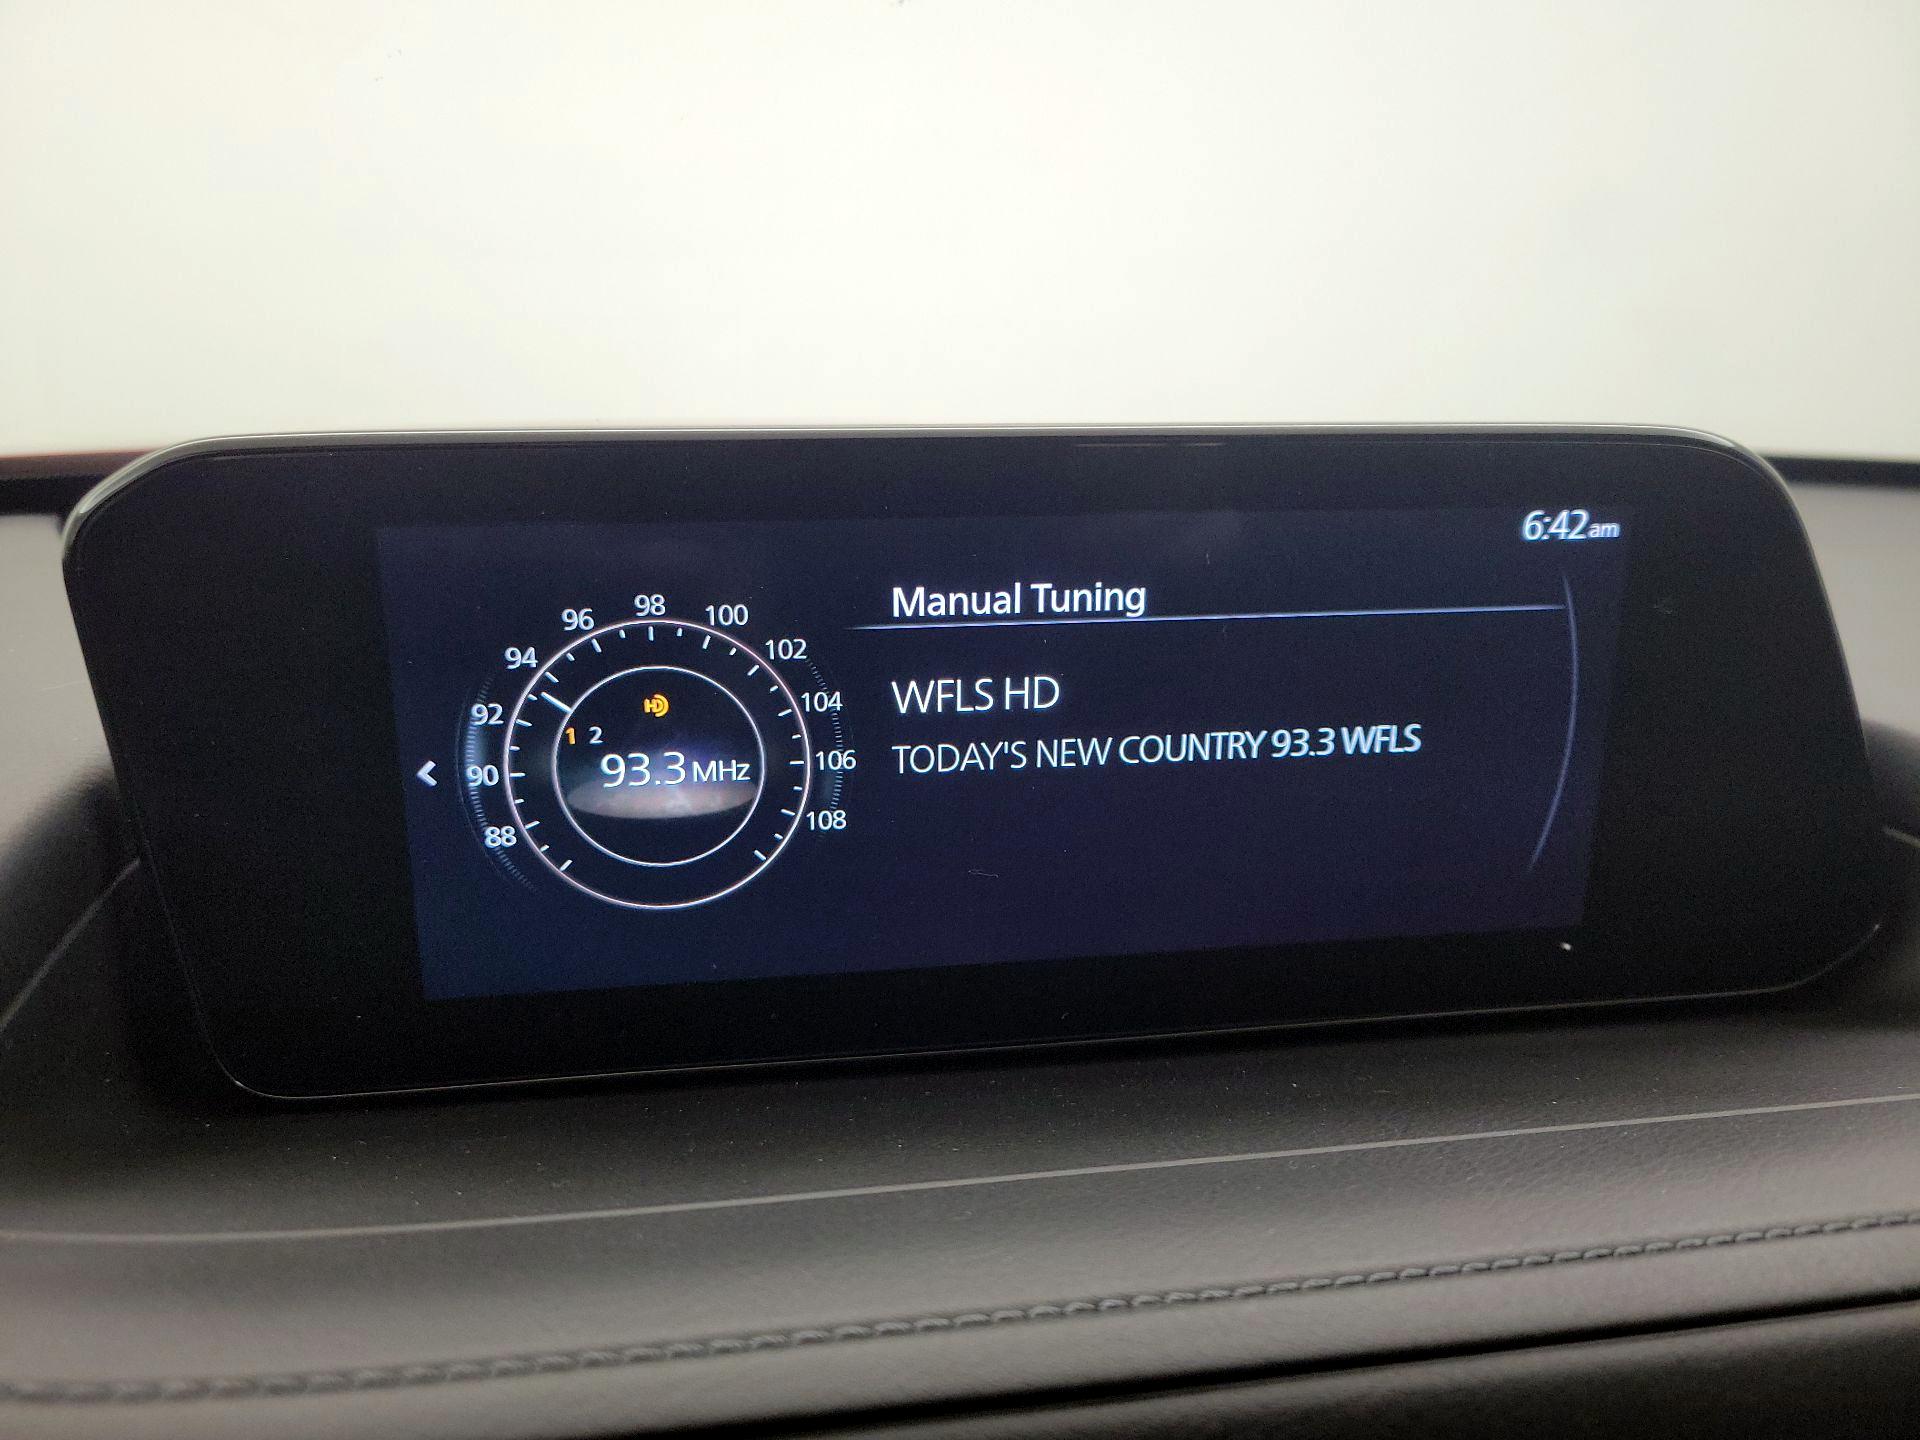 6:42am
Manual Tuning
WFLS HD
TODAY'S NEW COUNTRY 93.3 WFLS
98
96
100
94
102
92
104
90
106
88
108
HD
1 2
93.3 MHz